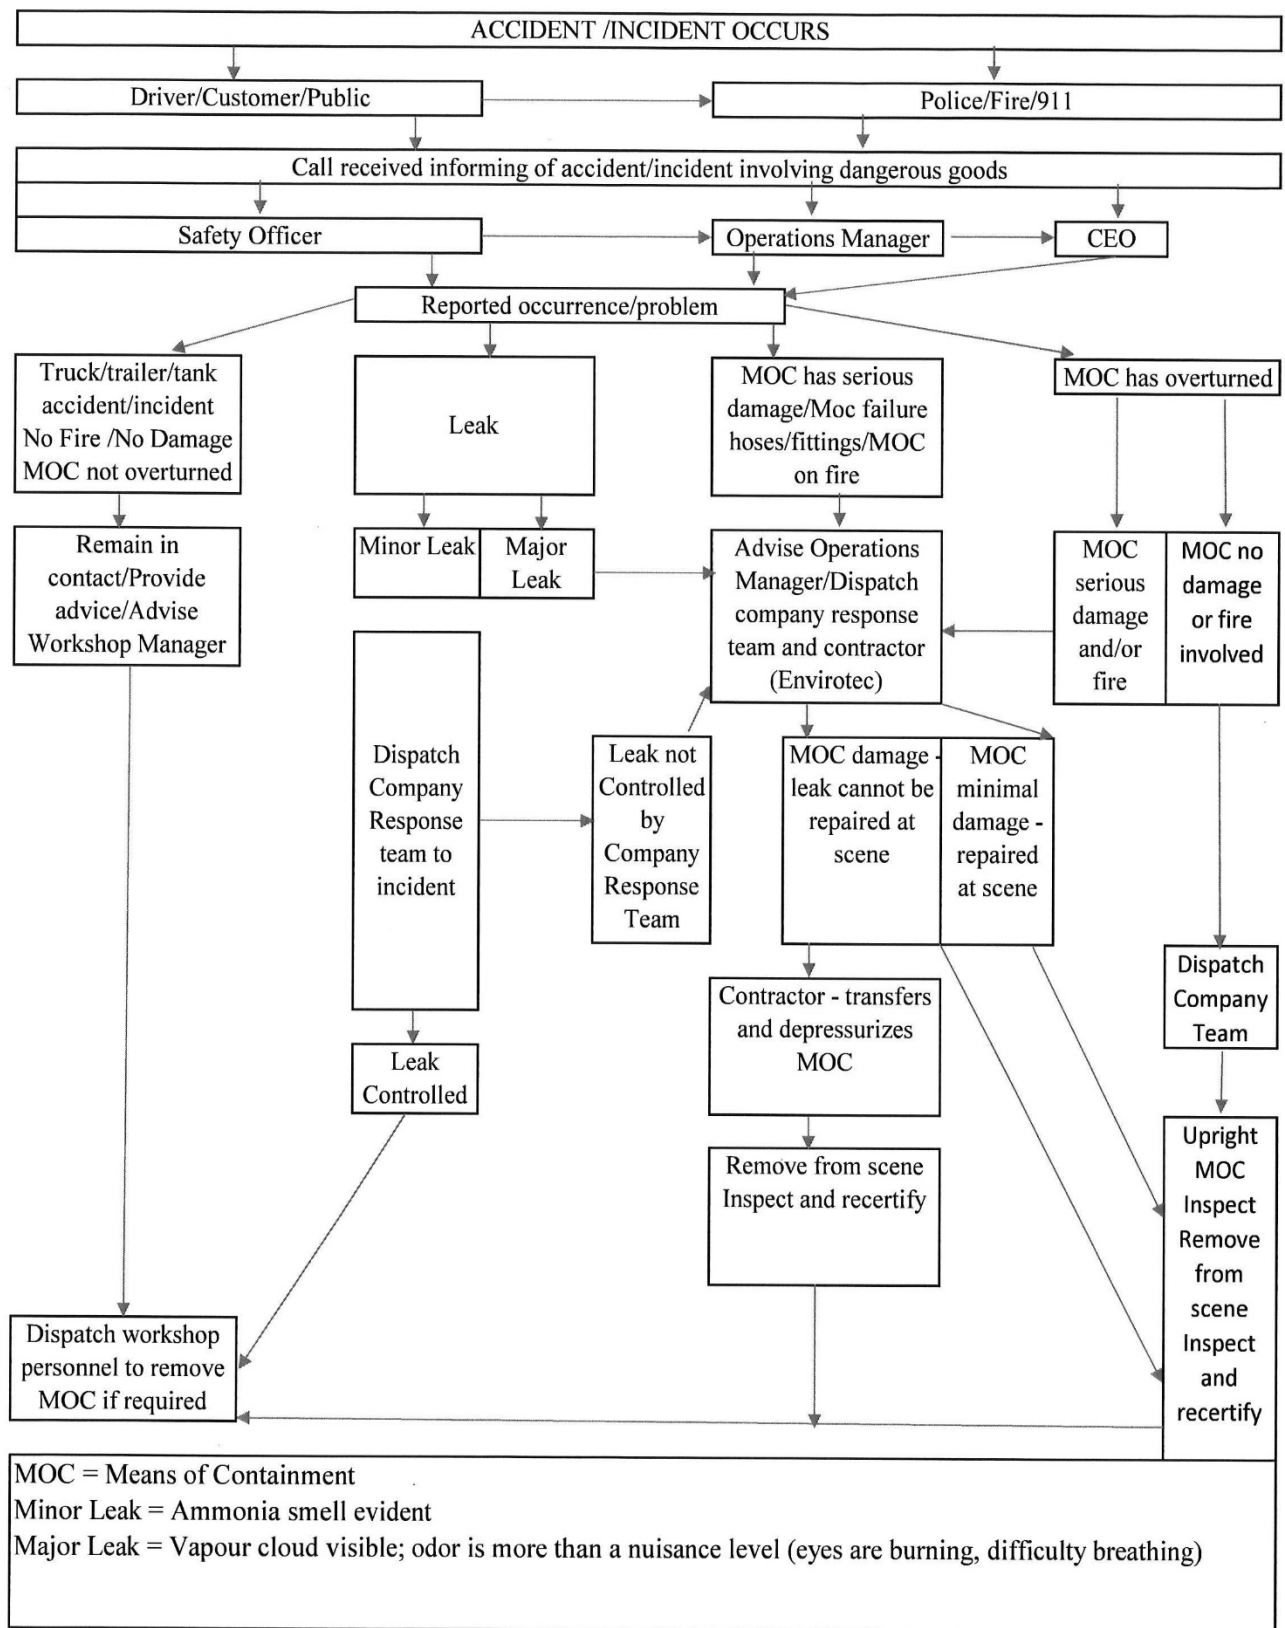 ACCIDENT /INCIDENT OCCURS
Driver/Customer/Public
Police/Fire/911
Call received informing of accident/incident involving dangerous goods
Safety Officer
Operations Manager
CEO
Reported occurrence/problem
Truck/trailer/tank
accident/incident
No Fire /No Damage
MOC not overturned
Leak
MOC has serious
damage/Moc failure
hoses/fittings/MOC
on fire
MOC has overturned
Remain in
contact/Provide
advice/Advise
Workshop Manager
Minor Leak
Major
Leak
Advise Operations
Manager/Dispatch
company response
team and contractor
(Envirotec)
MOC
serious
damage
and/or
fire
MOC no
damage
or fire
involved
Dispatch
Company
Response
team to
incident
Leak not
Controlled
by
Company
Response
Team
MOC damage -
leak cannot be
repaired at
scene
MOC
minimal
damage -
repaired
at scene
Dispatch
Company
Team
Contractor - transfers
and depressurizes
MOC
Leak
Controlled
Remove from scene
Inspect and recertify
Upright
MOC
Inspect
Remove
from
scene
Inspect
and
recertify
Dispatch workshop
personnel to remove
MOC if required
MOC = Means of Containment
Minor Leak = Ammonia smell evident
Major Leak = Vapour cloud visible; odor is more than a nuisance level (eyes are burning, difficulty breathing)